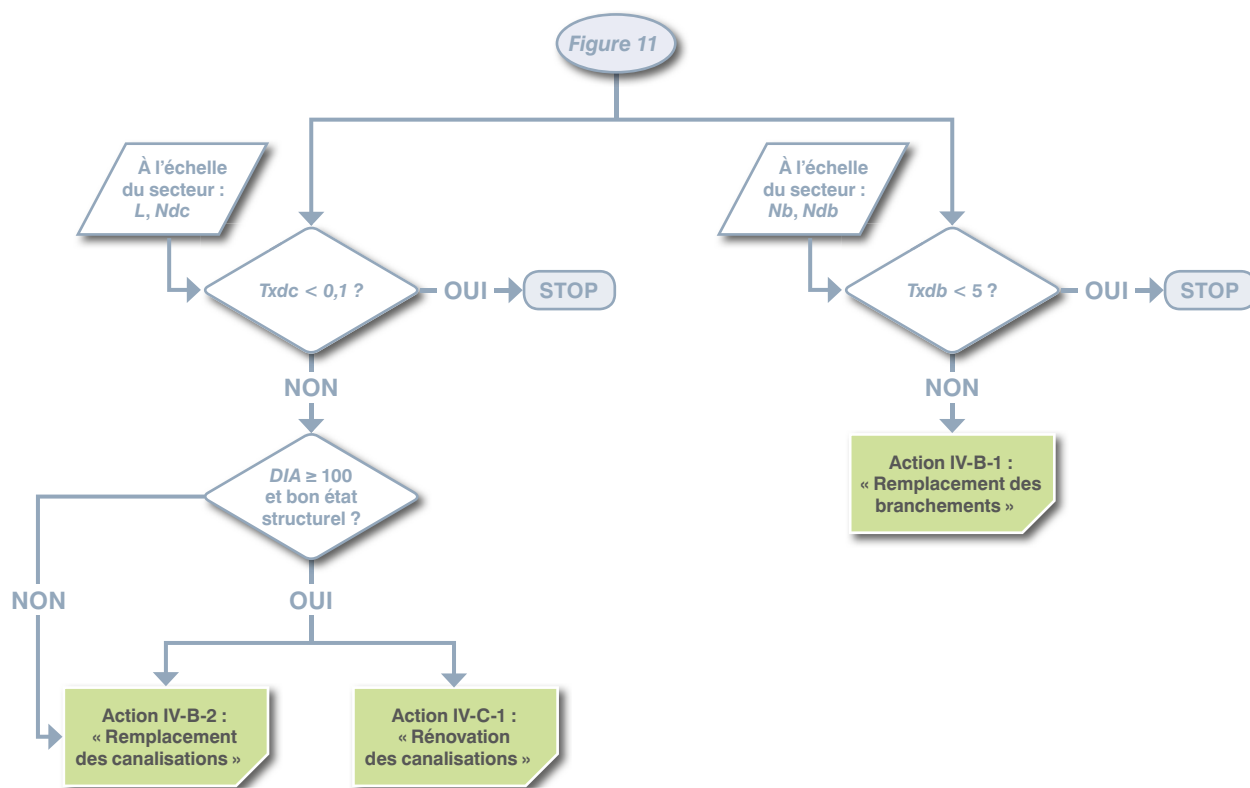 Figure 11
À l’échelle
du secteur :
L, Ndc
À l’échelle
du secteur :
Nb, Ndb
Txdc < 0,1 ?
OUI
STOP
Txdb < 5 ?
OUI
STOP
NON
NON
DIA ≥ 100
et bon état
structurel ?
Action IV-B-1 :
« Remplacement des
branchements »
NON
OUI
Action IV-B-2 :
« Remplacement
des canalisations »
Action IV-C-1 :
« Rénovation
des canalisations »